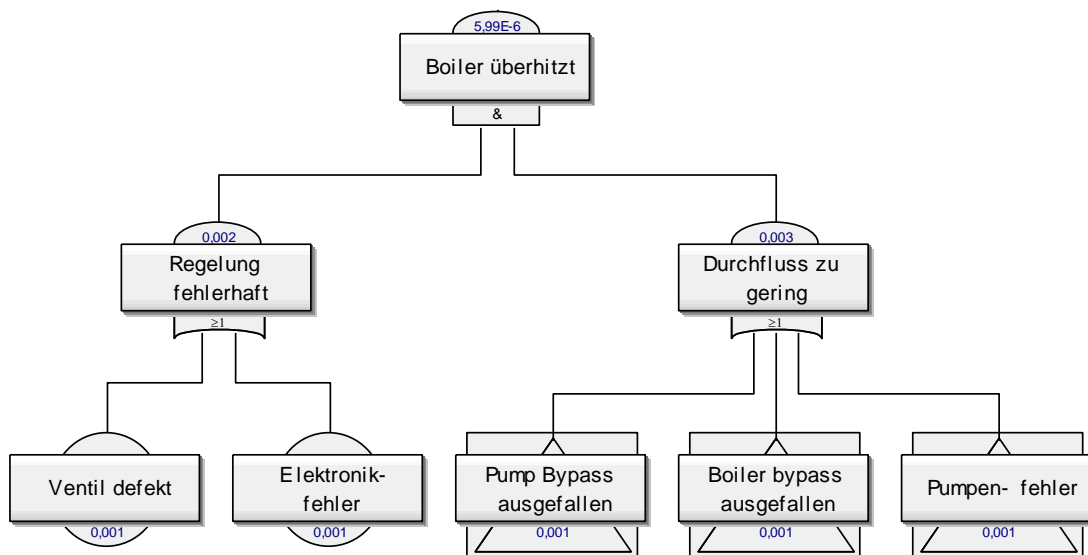 5,99E-6
Boiler überhitzt
&
0,002
Regelung
fehlerhaft
≥1
0,003
Durchfluss zu
gering
≥1
Ventil defekt
0,001
Elektronik-
fehler
0,001
Pump Bypass
ausgefallen
0,001
Boiler bypass
ausgefallen
0,001
Pumpen- fehler
0,001